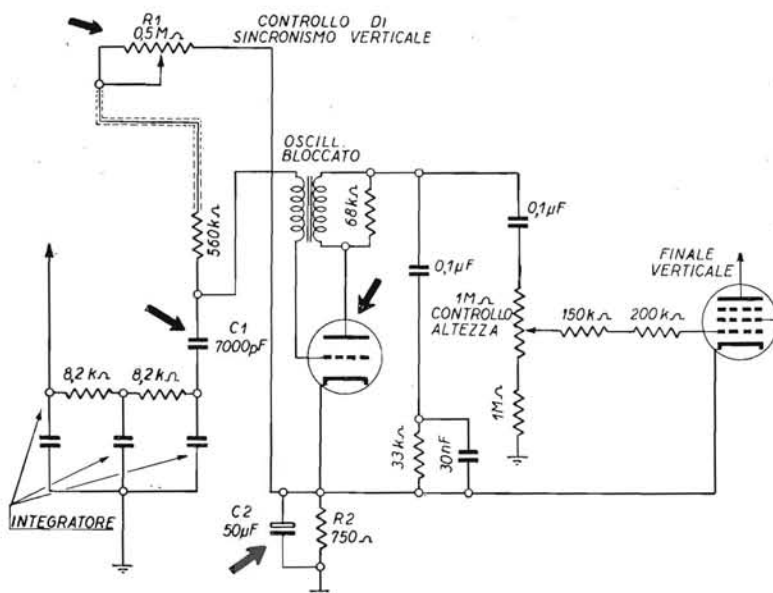 R1
0,5MΩ
CONTROLLO DI
SINCRONISMO VERTICALE
OSCILL.
BLOCCATO
68kΩ
560kΩ
0,1µF
0,1µF
FINALE
VERTICALE
1MΩ
CONTROLLO
ALTEZZA
150kΩ
200kΩ
C1
7000pF
8,2kΩ
8,2kΩ
1MΩ
33kΩ
30nF
INTEGRATORE
C2
50µF
R2
750Ω